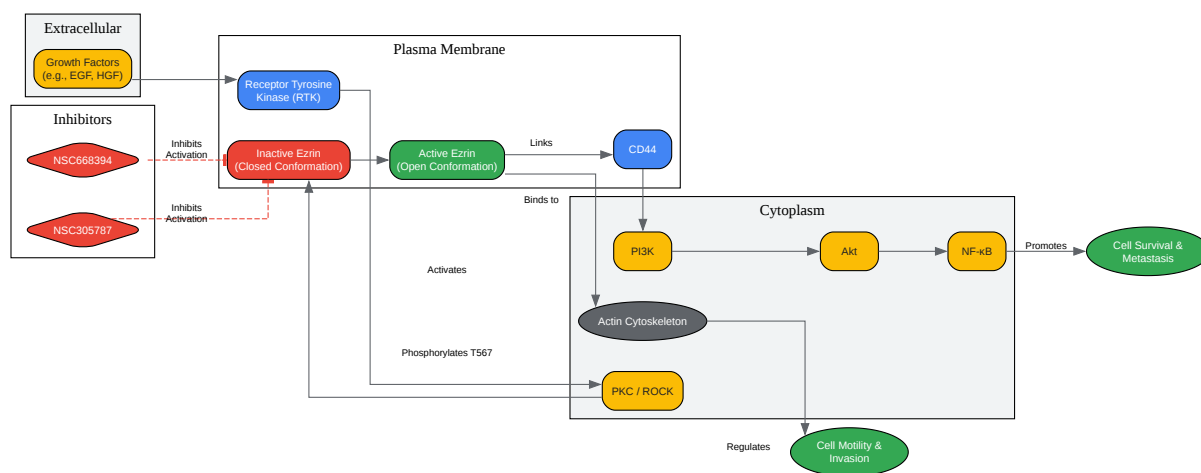 Extracellular
Growth Factors
(e.g., EGF, HGF)
Inhibitors
NSC668394
NSC305787
Inhibits
Activation
Inhibits
Activation
Plasma Membrane
Receptor Tyrosine
Kinase (RTK)
Inactive Ezrin
(Closed Conformation)
Active Ezrin
(Open Conformation)
Links
CD44
Binds to
Activates
Phosphorylates T567
Cytoplasm
PI3K
Akt
NF-κB
Actin Cytoskeleton
PKC / ROCK
Promotes
Cell Survival &
Metastasis
Regulates
Cell Motility &
Invasion